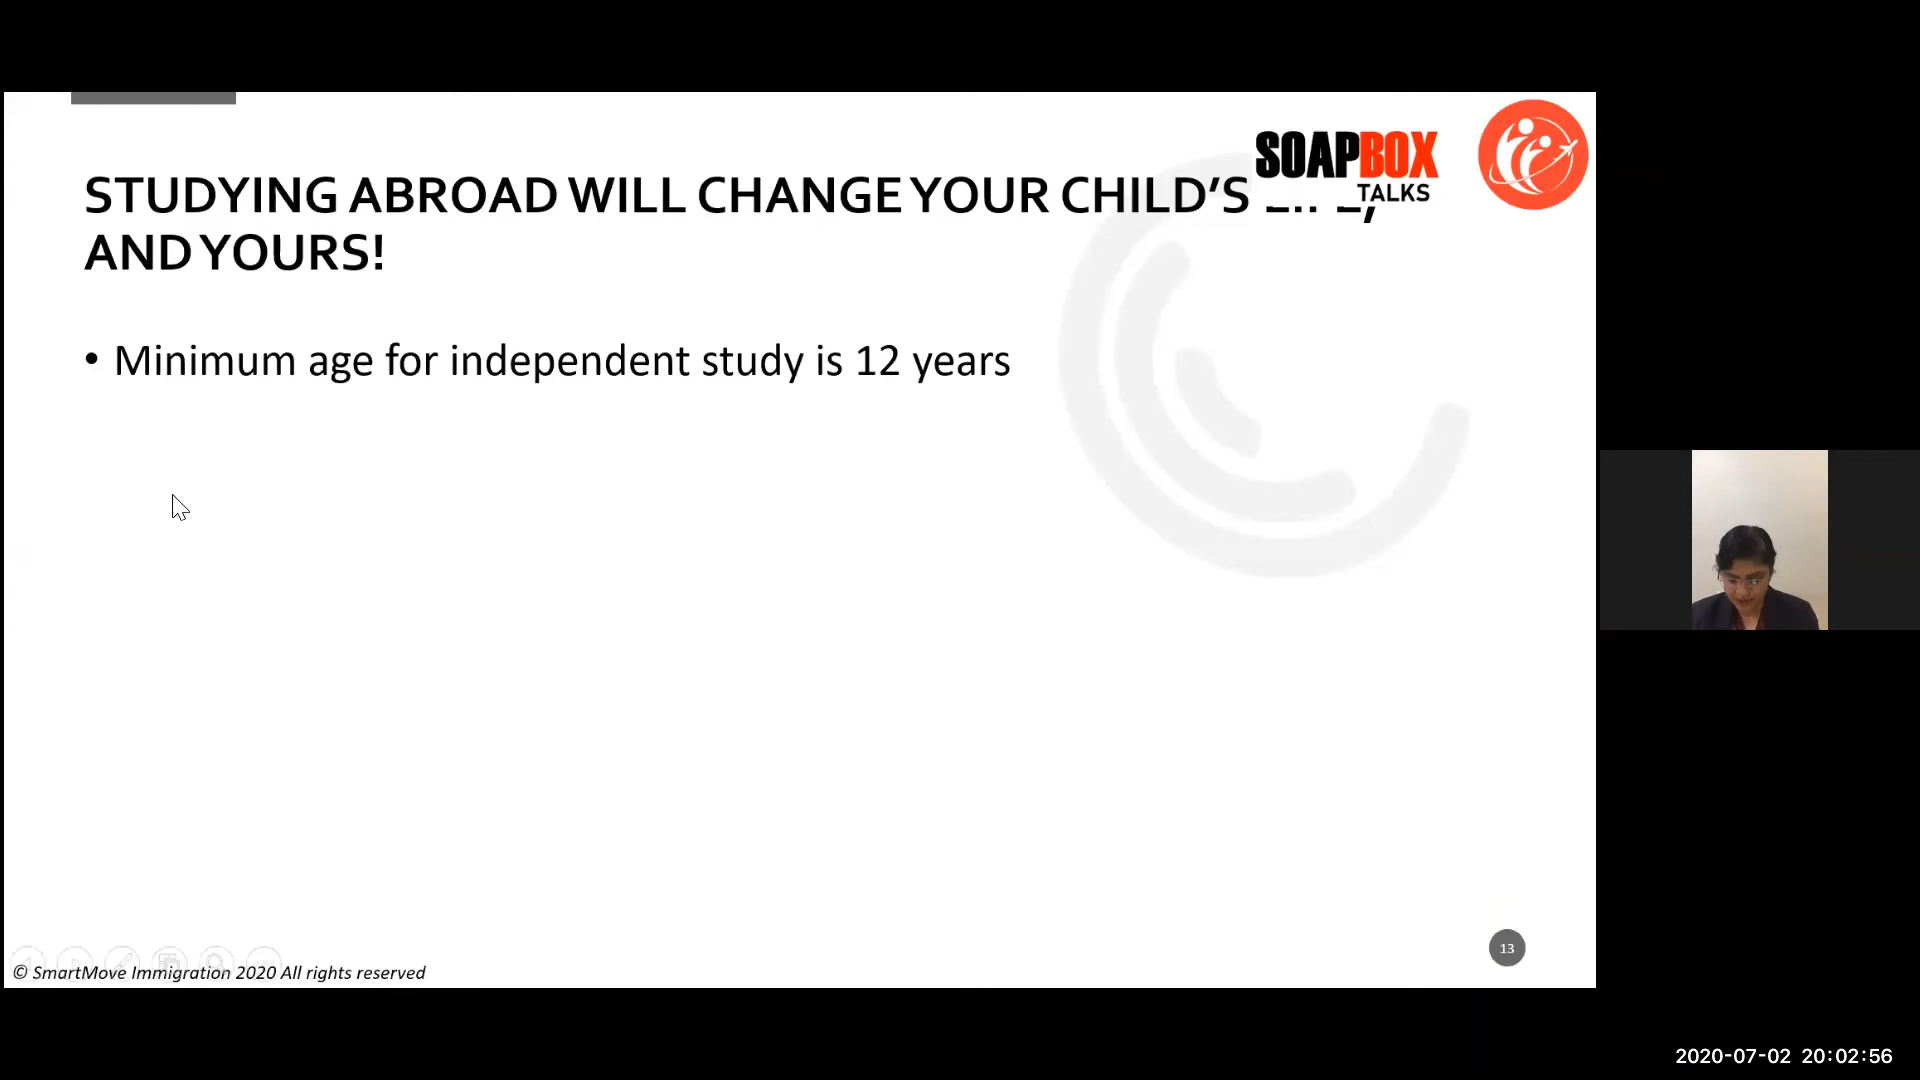 SOAPBOX
TALKS
STUDYING ABROAD WILL CHANGE YOUR CHILD'S
AND YOURS!
• Minimum age for independent study is 12 years
13
© SmartMove Immigration 2020 All rights reserved
2020-07-02 20:02:56